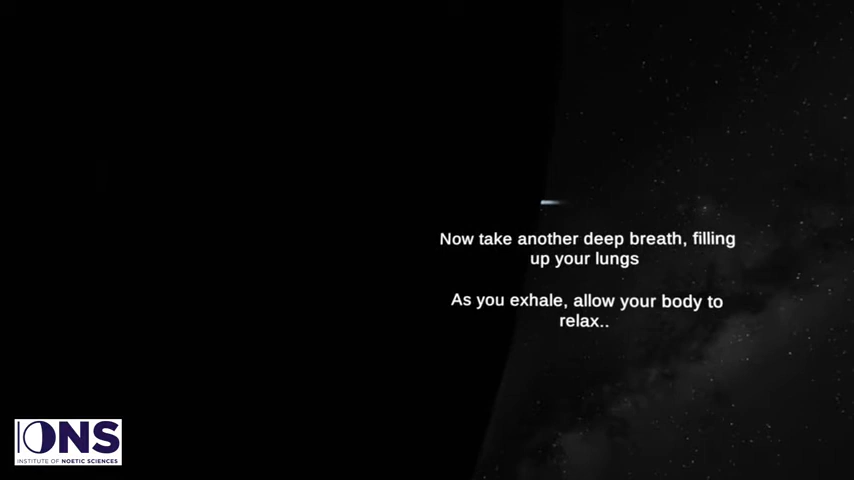 Now take another deep breath, filling
up your lungs
As you exhale, allow your body to
relax..
IONS
INSTITUTE OF NOETIC SCIENCES